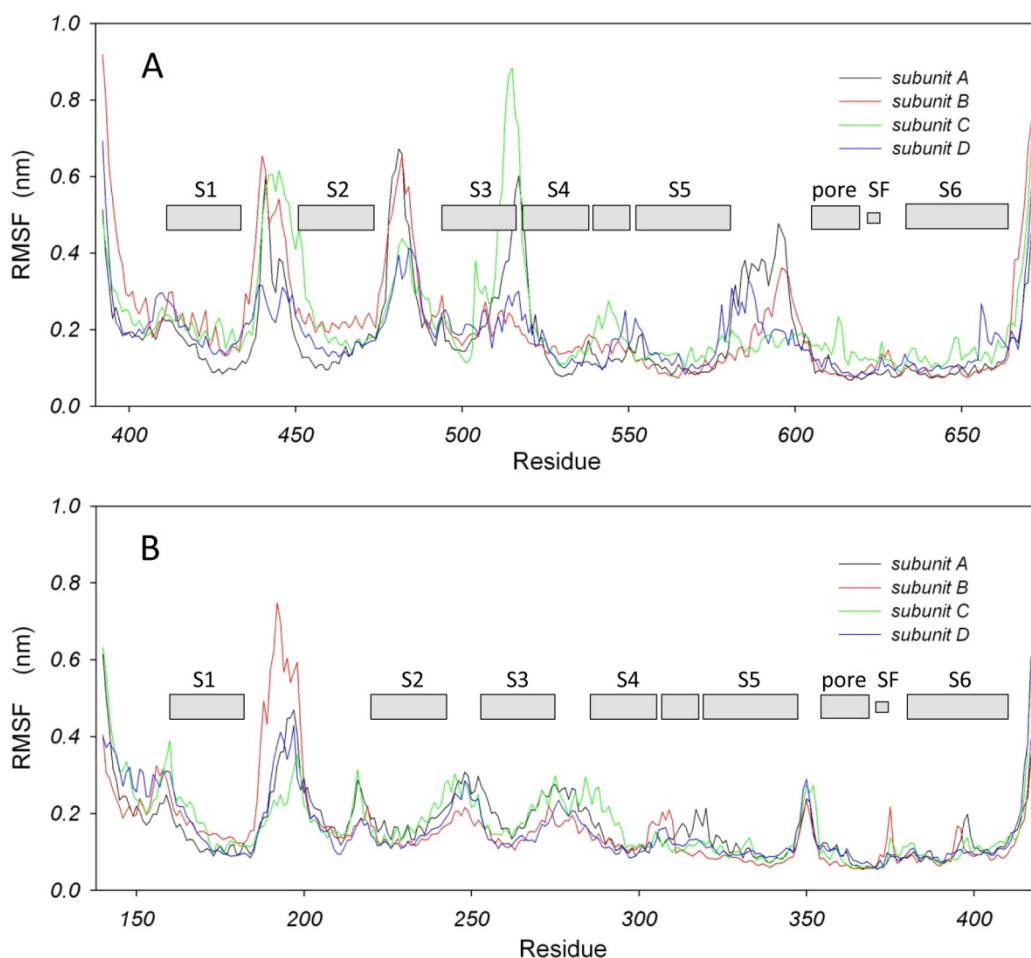 A
subunit A
subunit B
subunit C
subunit D
S1 S2 S3 S4 S5 pore SF S6
RMSF (nm)
1.0
0.8
0.6
0.4
0.2
0.0
400 450 500 550 600 650
Residue
B
subunit A
subunit B
subunit C
subunit D
S1 S2 S3 S4 S5 pore SF S6
RMSF (nm)
1.0
0.8
0.6
0.4
0.2
0.0
150 200 250 300 350 400
Residue